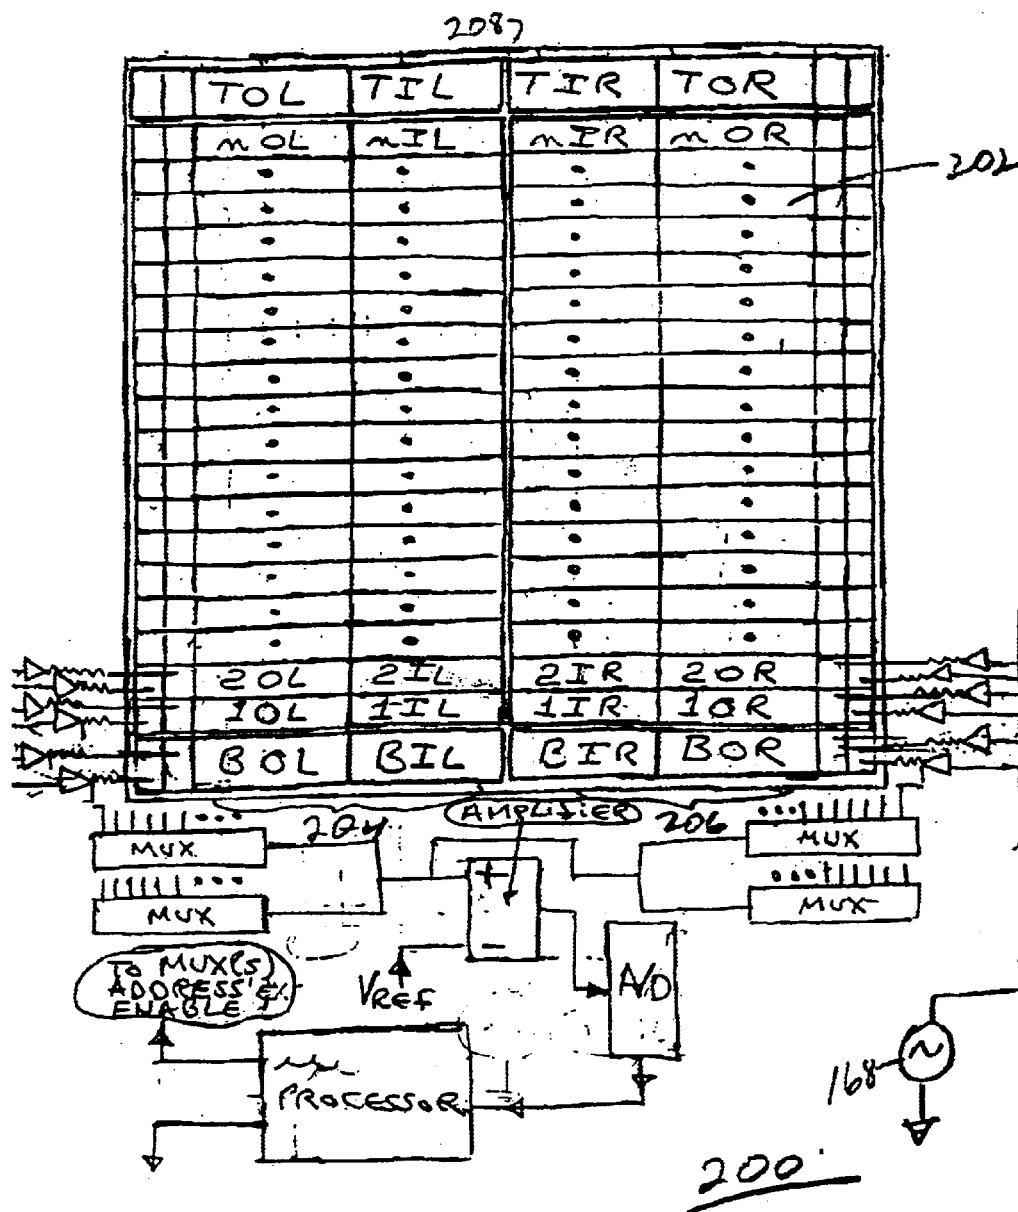 2087
TOL TIL TIR TOR
nOL nIL nIR nOR
202
2OL 2IL 2IR 2OR
1OL 1IL 1IR 1OR
BOL BIL BIR BOR
204 AMPLIFIER 206
MUX MUX
MUX MUX
+
−
TO MUX(S)
ADDRESS &
ENABLE
VREF
A/D
PROCESSOR
168
200